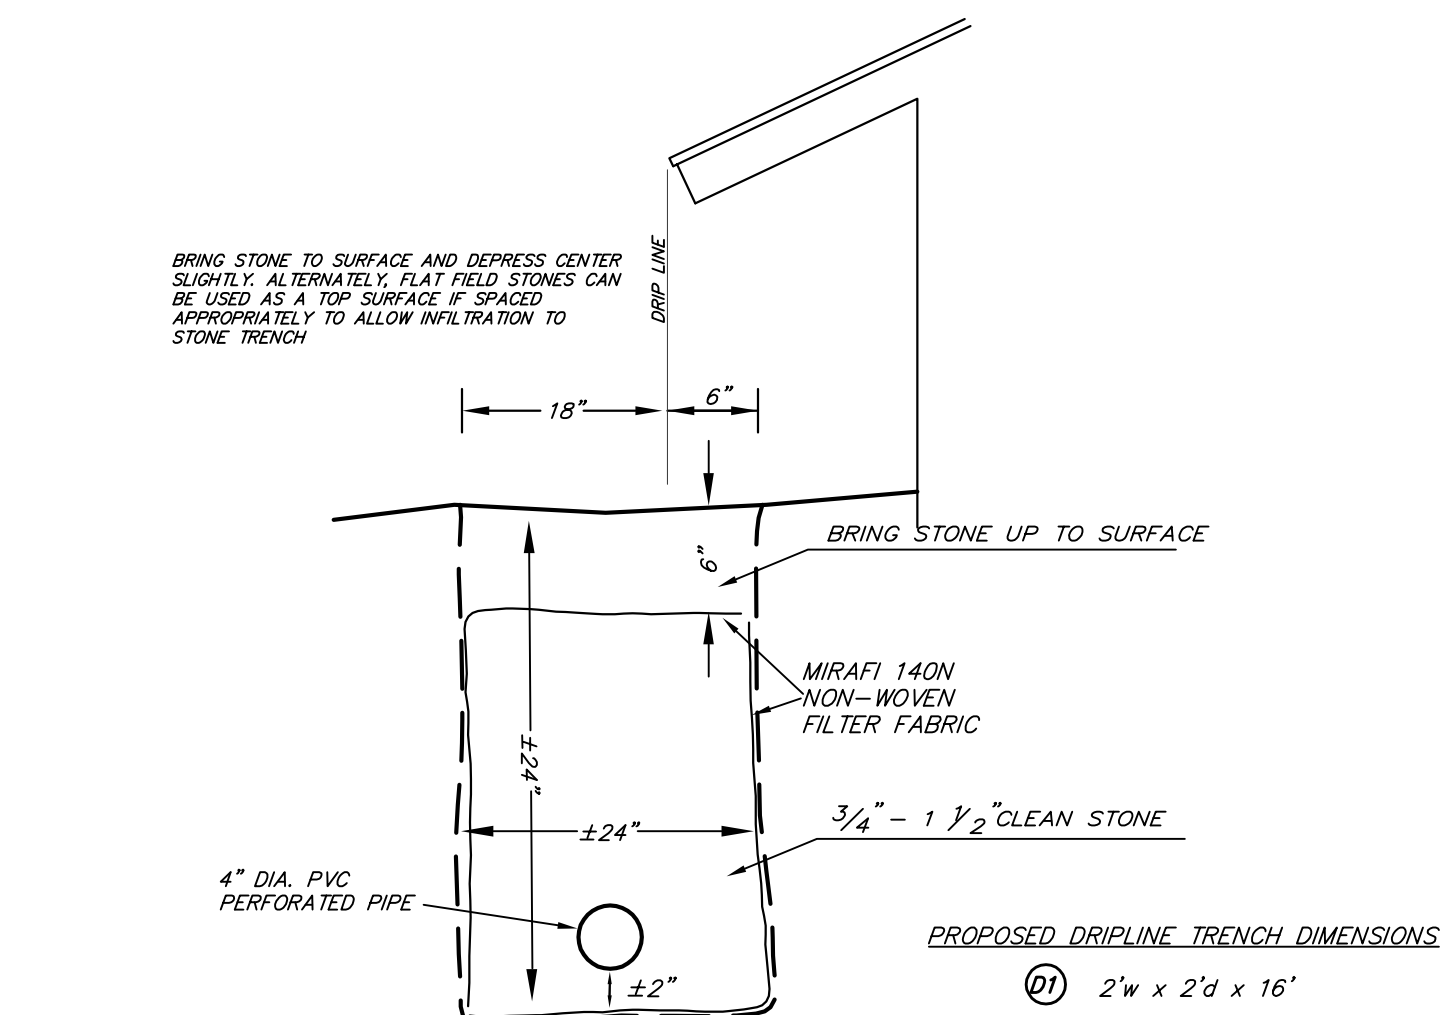 BRING STONE TO SURFACE AND DEPRESS CENTER
SLIGHTLY. ALTERNATELY, FLAT FIELD STONES CAN
BE USED AS A TOP SURFACE IF SPACED
APPROPRIATELY TO ALLOW INFILTRATION TO
STONE TRENCH
DRIP LINE
18"
6"
BRING STONE UP TO SURFACE
6"
MIRAFI 140N
NON-WOVEN
FILTER FABRIC
±24"
3/4" - 1 1/2" CLEAN STONE
±24"
4" DIA. PVC
PERFORATED PIPE
±2"
PROPOSED DRIPLINE TRENCH DIMENSIONS
D1 2'w x 2'd x 16'